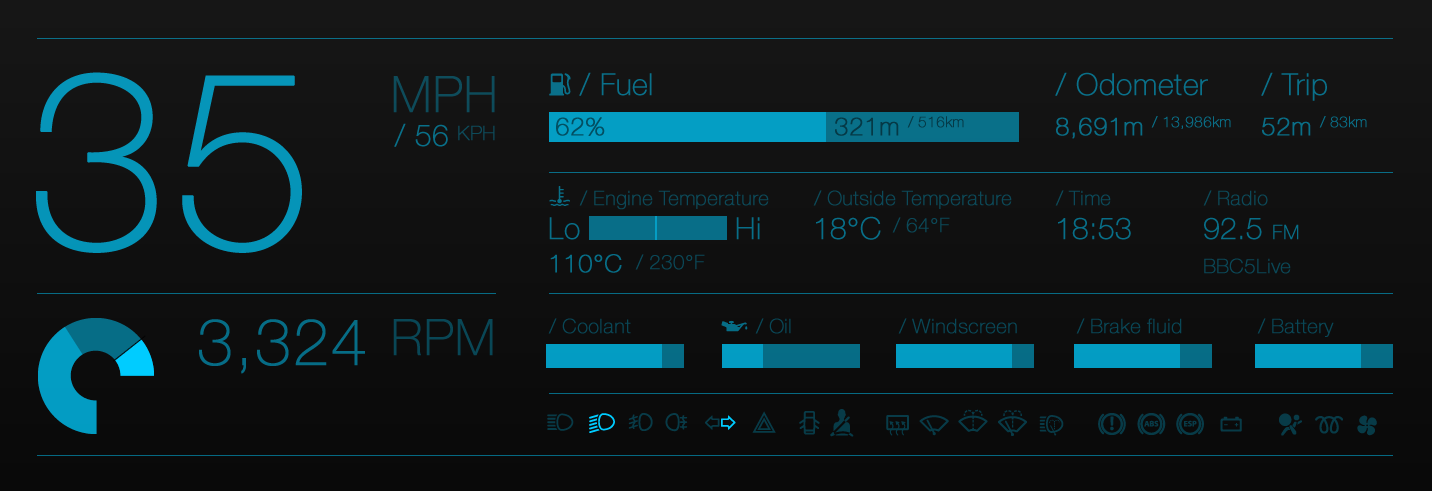 35 MPH
/ 56 KPH
3,324 RPM
/ Fuel
62% 321m / 516km
/ Odometer
8,691m / 13,986km
/ Trip
52m / 83km
/ Engine Temperature
Lo Hi
110°C / 230°F
/ Outside Temperature
18°C / 64°F
/ Time
18:53
/ Radio
92.5 FM
BBC5Live
/ Coolant
/ Oil
/ Windscreen
/ Brake fluid
/ Battery
ABS
ESP